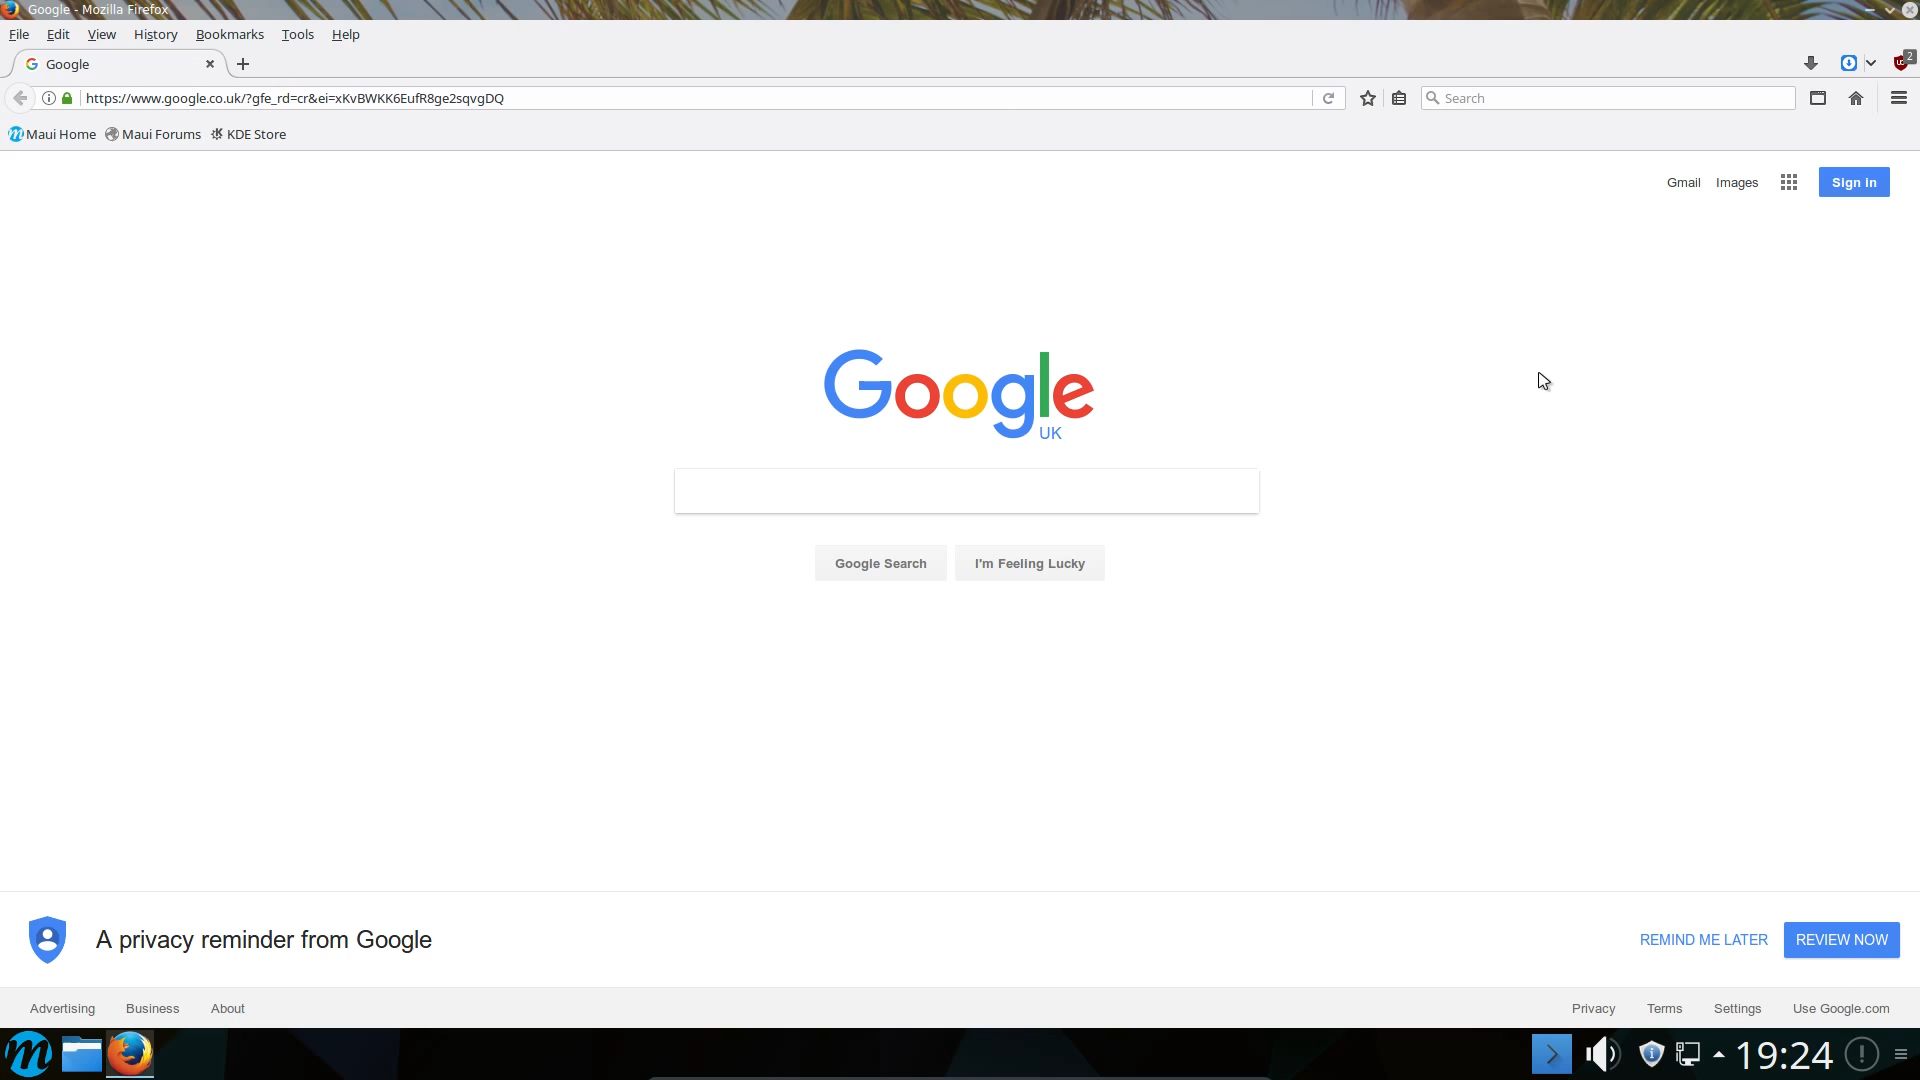 Google - Mozilla Firefox
File Edit View History Bookmarks Tools Help
Google
2
https://www.google.co.uk/?gfe_rd=cr&ei=xKvBWKK6EufR8ge2sqvgDQ
Search
Maui Home Maui Forums KDE Store
Gmail Images Sign in
Google
UK
Google Search I'm Feeling Lucky
A privacy reminder from Google
REMIND ME LATER REVIEW NOW
Advertising Business About Privacy Terms Settings Use Google.com
19:24